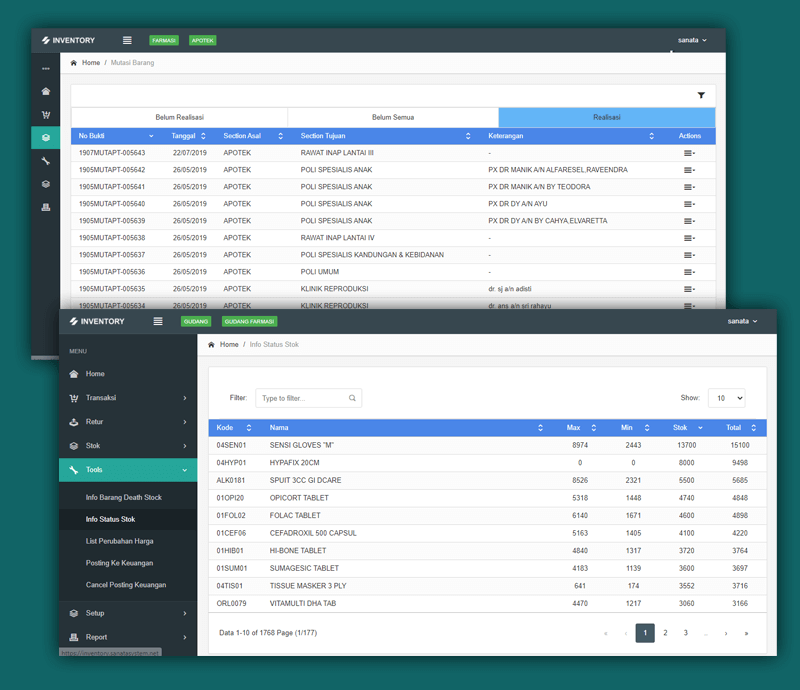 INVENTORY FARMASI APOTEK sanata
Home / Mutasi Barang
Belum Realisasi Belum Semua Realisasi
No Bukti Tanggal Section Asal Section Tujuan Keterangan Actions
1907MUTAPT-005643 22/07/2019 APOTEK RAWAT INAP LANTAI III -
1905MUTAPT-005642 26/05/2019 APOTEK POLI SPESIALIS ANAK PX DR MANIK A/N ALFARESEL,RAVEENDRA
1905MUTAPT-005641 26/05/2019 APOTEK POLI SPESIALIS ANAK PX DR MANIK A/N BY TEODORA
1905MUTAPT-005640 26/05/2019 APOTEK POLI SPESIALIS ANAK PX DR DY A/N AYU
1905MUTAPT-005639 26/05/2019 APOTEK POLI SPESIALIS ANAK PX DR DY A/N BY CAHYA,ELVARETTA
1905MUTAPT-005638 26/05/2019 APOTEK RAWAT INAP LANTAI IV -
1905MUTAPT-005637 26/05/2019 APOTEK POLI SPESIALIS KANDUNGAN & KEBIDANAN -
1905MUTAPT-005636 26/05/2019 APOTEK POLI UMUM -
1905MUTAPT-005635 26/05/2019 APOTEK KLINIK REPRODUKSI dr. sj a/n adisti
1905MUTAPT-005634 26/05/2019 APOTEK KLINIK REPRODUKSI dr. ans a/n sri rahayu
INVENTORY GUDANG GUDANG FARMASI sanata
MENU
Home
Transaksi
Retur
Stok
Tools
Info Barang Death Stock
Info Status Stok
List Perubahan Harga
Posting Ke Keuangan
Cancel Posting Keuangan
Setup
Report
https://inventory.sanatasystem.net
Home / Info Status Stok
Filter: Type to filter... Show: 10
Kode Nama Max Min Stok Total
04SEN01 SENSI GLOVES "M" 8974 2443 13700 15100
04HYP01 HYPAFIX 20CM 0 0 8000 9498
ALK0181 SPUIT 3CC GI DCARE 8526 2321 5500 5685
01OPI20 OPICORT TABLET 5318 1448 4740 4848
01FOL02 FOLAC TABLET 6140 1671 4600 4898
01CEF06 CEFADROXIL 500 CAPSUL 5163 1405 4100 4220
01HIB01 HI-BONE TABLET 4840 1317 3720 3764
01SUM01 SUMAGESIC TABLET 4183 1139 3600 3697
04TIS01 TISSUE MASKER 3 PLY 641 174 3552 3716
ORL0079 VITAMULTI DHA TAB 4470 1217 3060 3166
Data 1-10 of 1768 Page (1/177) « ‹ 1 2 3 ... › »